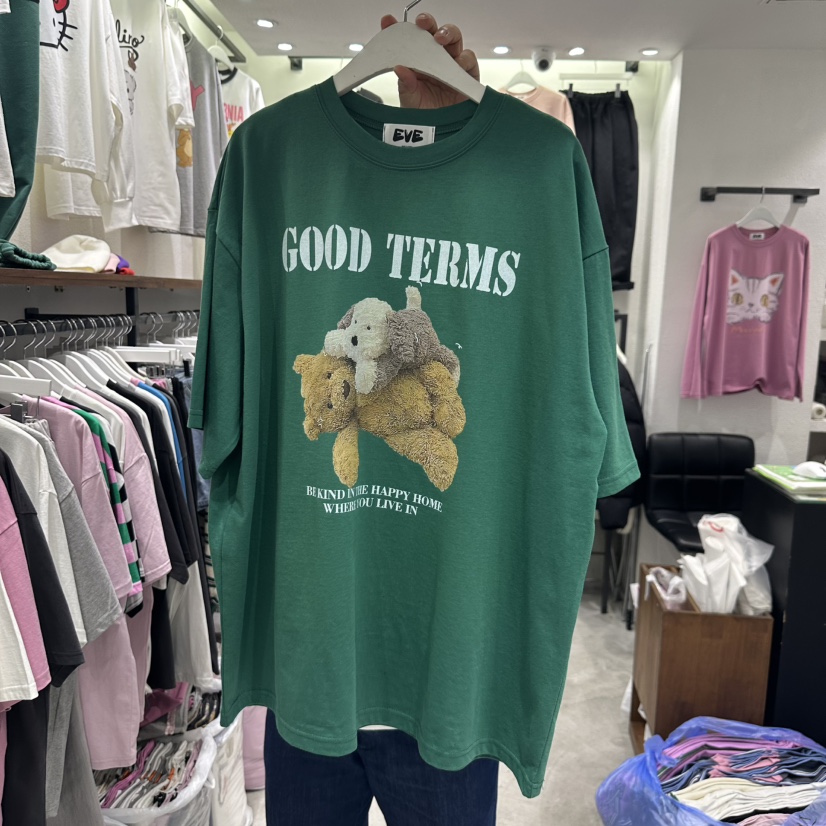 EVE
GOOD TERMS
BE KIND IN THE HAPPY HOME
WHERE YOU LIVE IN